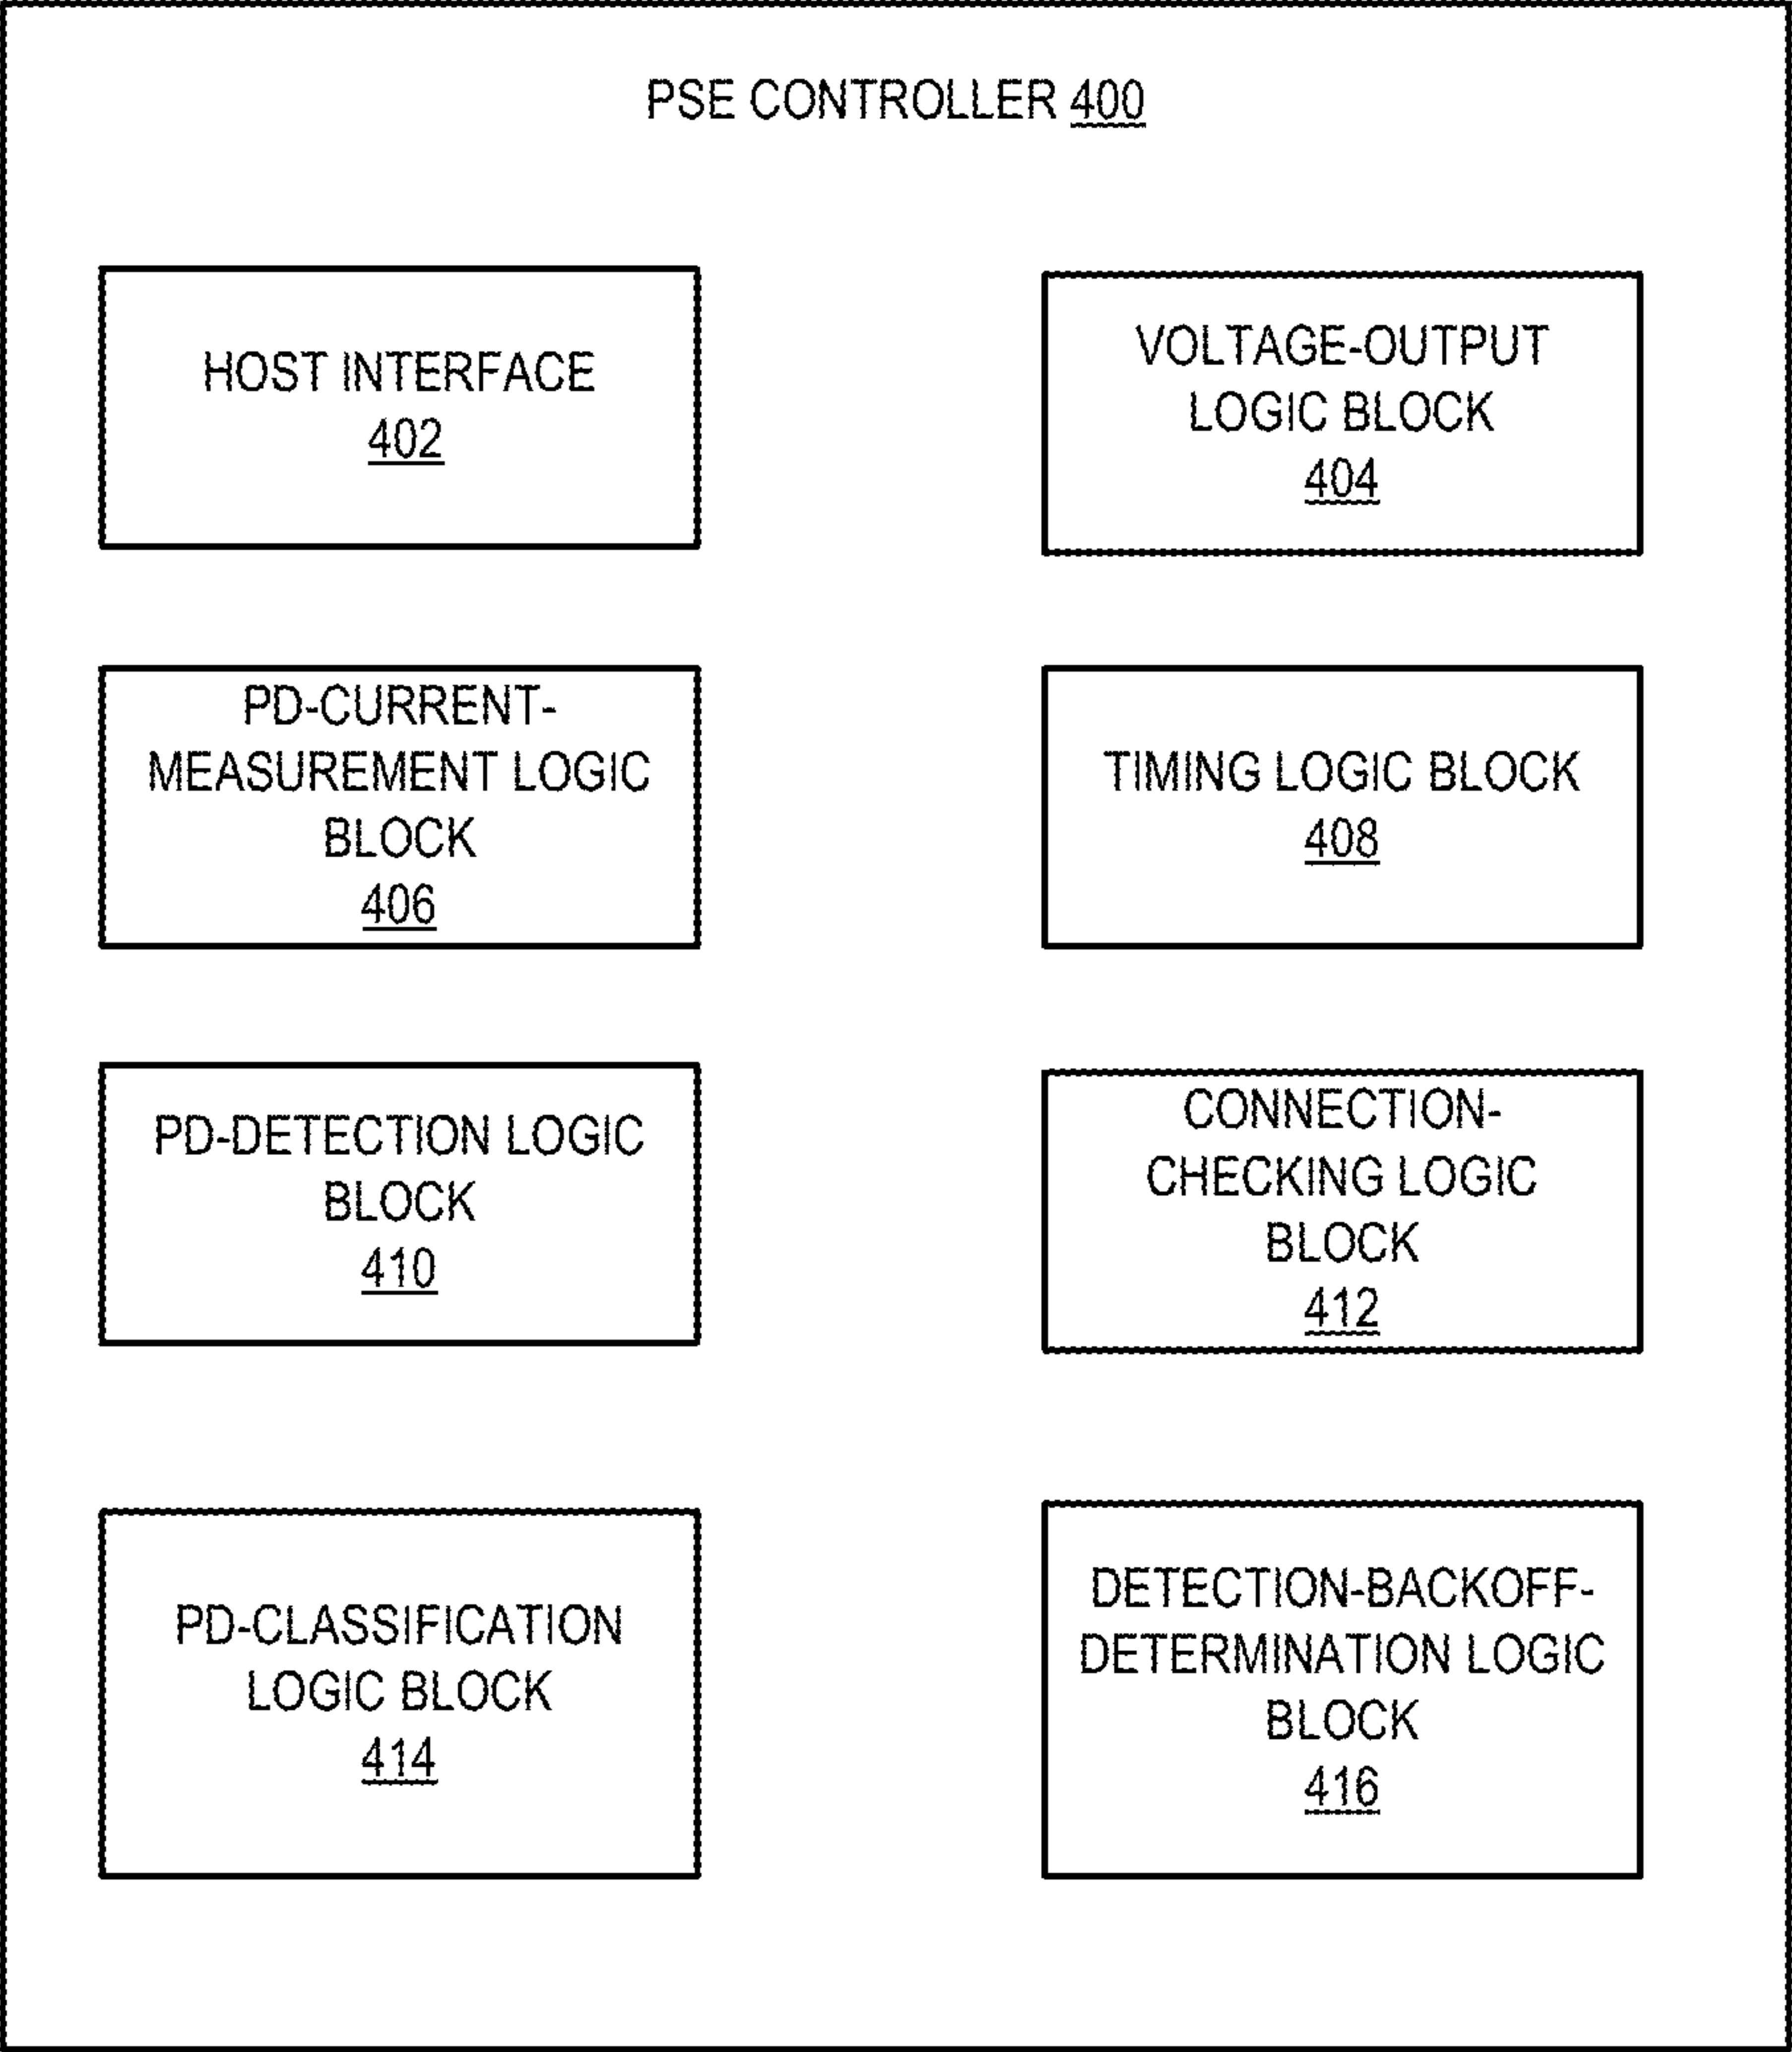 PSE CONTROLLER 400
HOST INTERFACE
402
VOLTAGE-OUTPUT
LOGIC BLOCK
404
PD-CURRENT-
MEASUREMENT LOGIC
BLOCK
406
TIMING LOGIC BLOCK
408
PD-DETECTION LOGIC
BLOCK
410
CONNECTION-
CHECKING LOGIC
BLOCK
412
PD-CLASSIFICATION
LOGIC BLOCK
414
DETECTION-BACKOFF-
DETERMINATION LOGIC
BLOCK
416